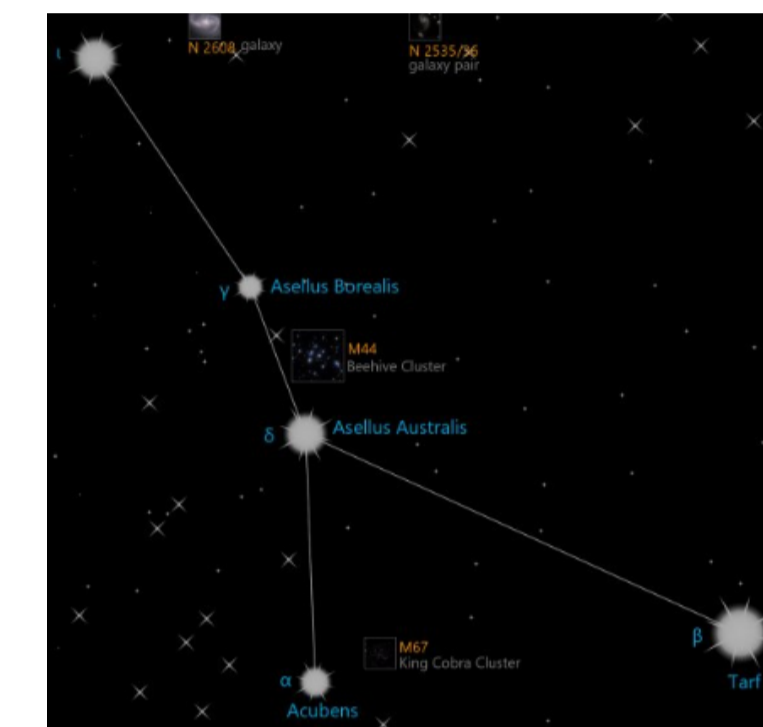 N 2608 galaxy
N 2535/36
galaxy pair
ι
γ Asellus Borealis
M44
Beehive Cluster
δ Asellus Australis
β
Tarf
M67
King Cobra Cluster
α
Acubens